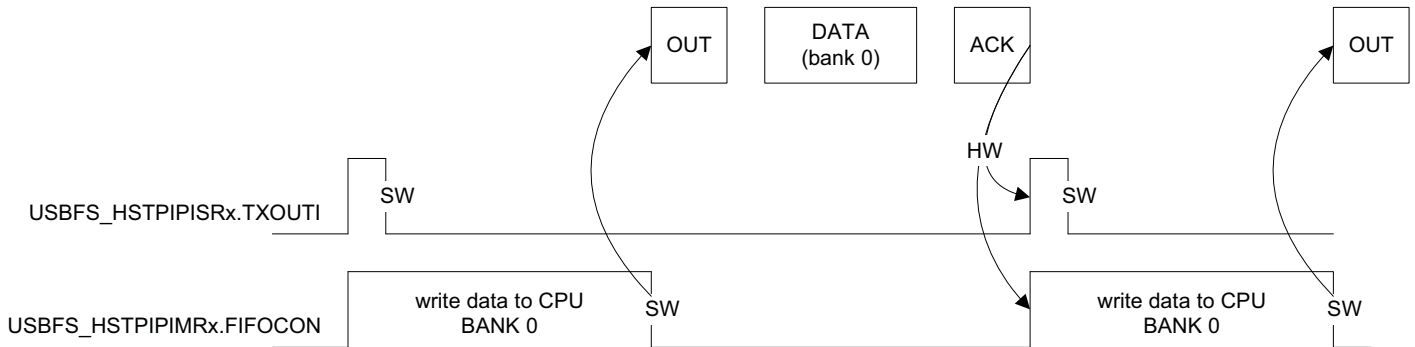 OUT
DATA
(bank 0)
ACK
OUT
HW
SW
SW
USBFS_HSTPIPISRx.TXOUTI
write data to CPU
BANK 0
SW
write data to CPU
BANK 0
SW
USBFS_HSTPIPIMRx.FIFOCON